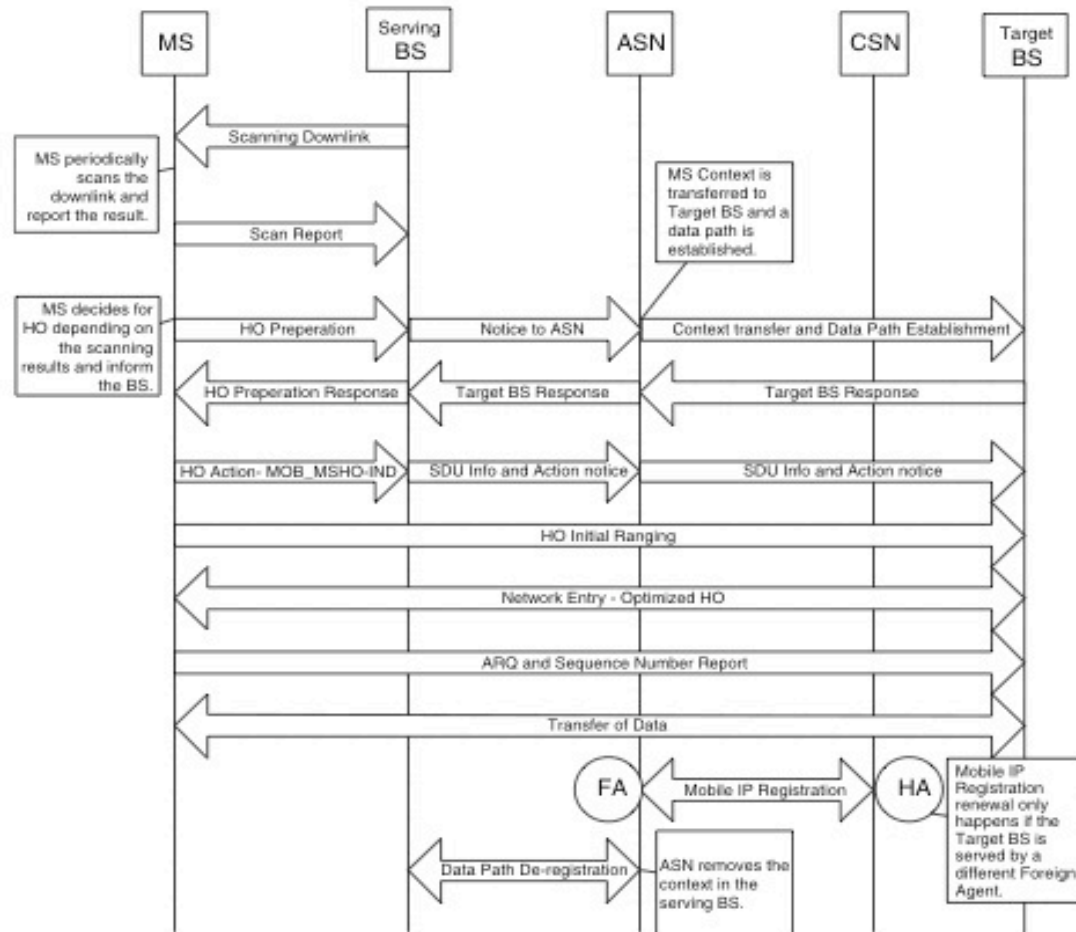 MS
Serving
BS
ASN
CSN
Target
BS
Scanning Downlink
MS periodically
scans the
downlink and
report the result.
MS Context is
transferred to
Target BS and a
data path is
established.
Scan Report
MS decides for
HO depending on
the scanning
results and inform
the BS.
HO Preperation
Notice to ASN
Context transfer and Data Path Establishment
HO Preperation Response
Target BS Response
Target BS Response
HO Action- MOB_MSHO-IND
SDU Info and Action notice
SDU Info and Action notice
HO Initial Ranging
Network Entry - Optimized HO
ARQ and Sequence Number Report
Transfer of Data
FA
Mobile IP Registration
HA
Mobile IP
Registration
renewal only
happens if the
Target BS is
served by a
different Foreign
Agent.
Data Path De-registration
ASN removes the
context in the
serving BS.